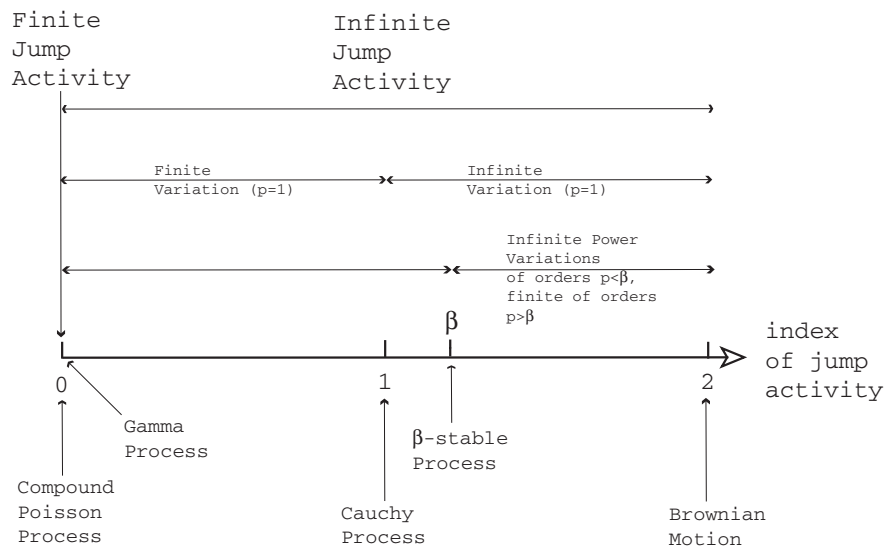 Finite
Jump
Activity
Infinite
Jump
Activity
Finite
Variation (p=1)
Infinite
Variation (p=1)
Infinite Power
Variations
of orders p<β,
finite of orders
p>β
β
index
of jump
activity
0
1
2
Gamma
Process
β-stable
Process
Compound
Poisson
Process
Cauchy
Process
Brownian
Motion